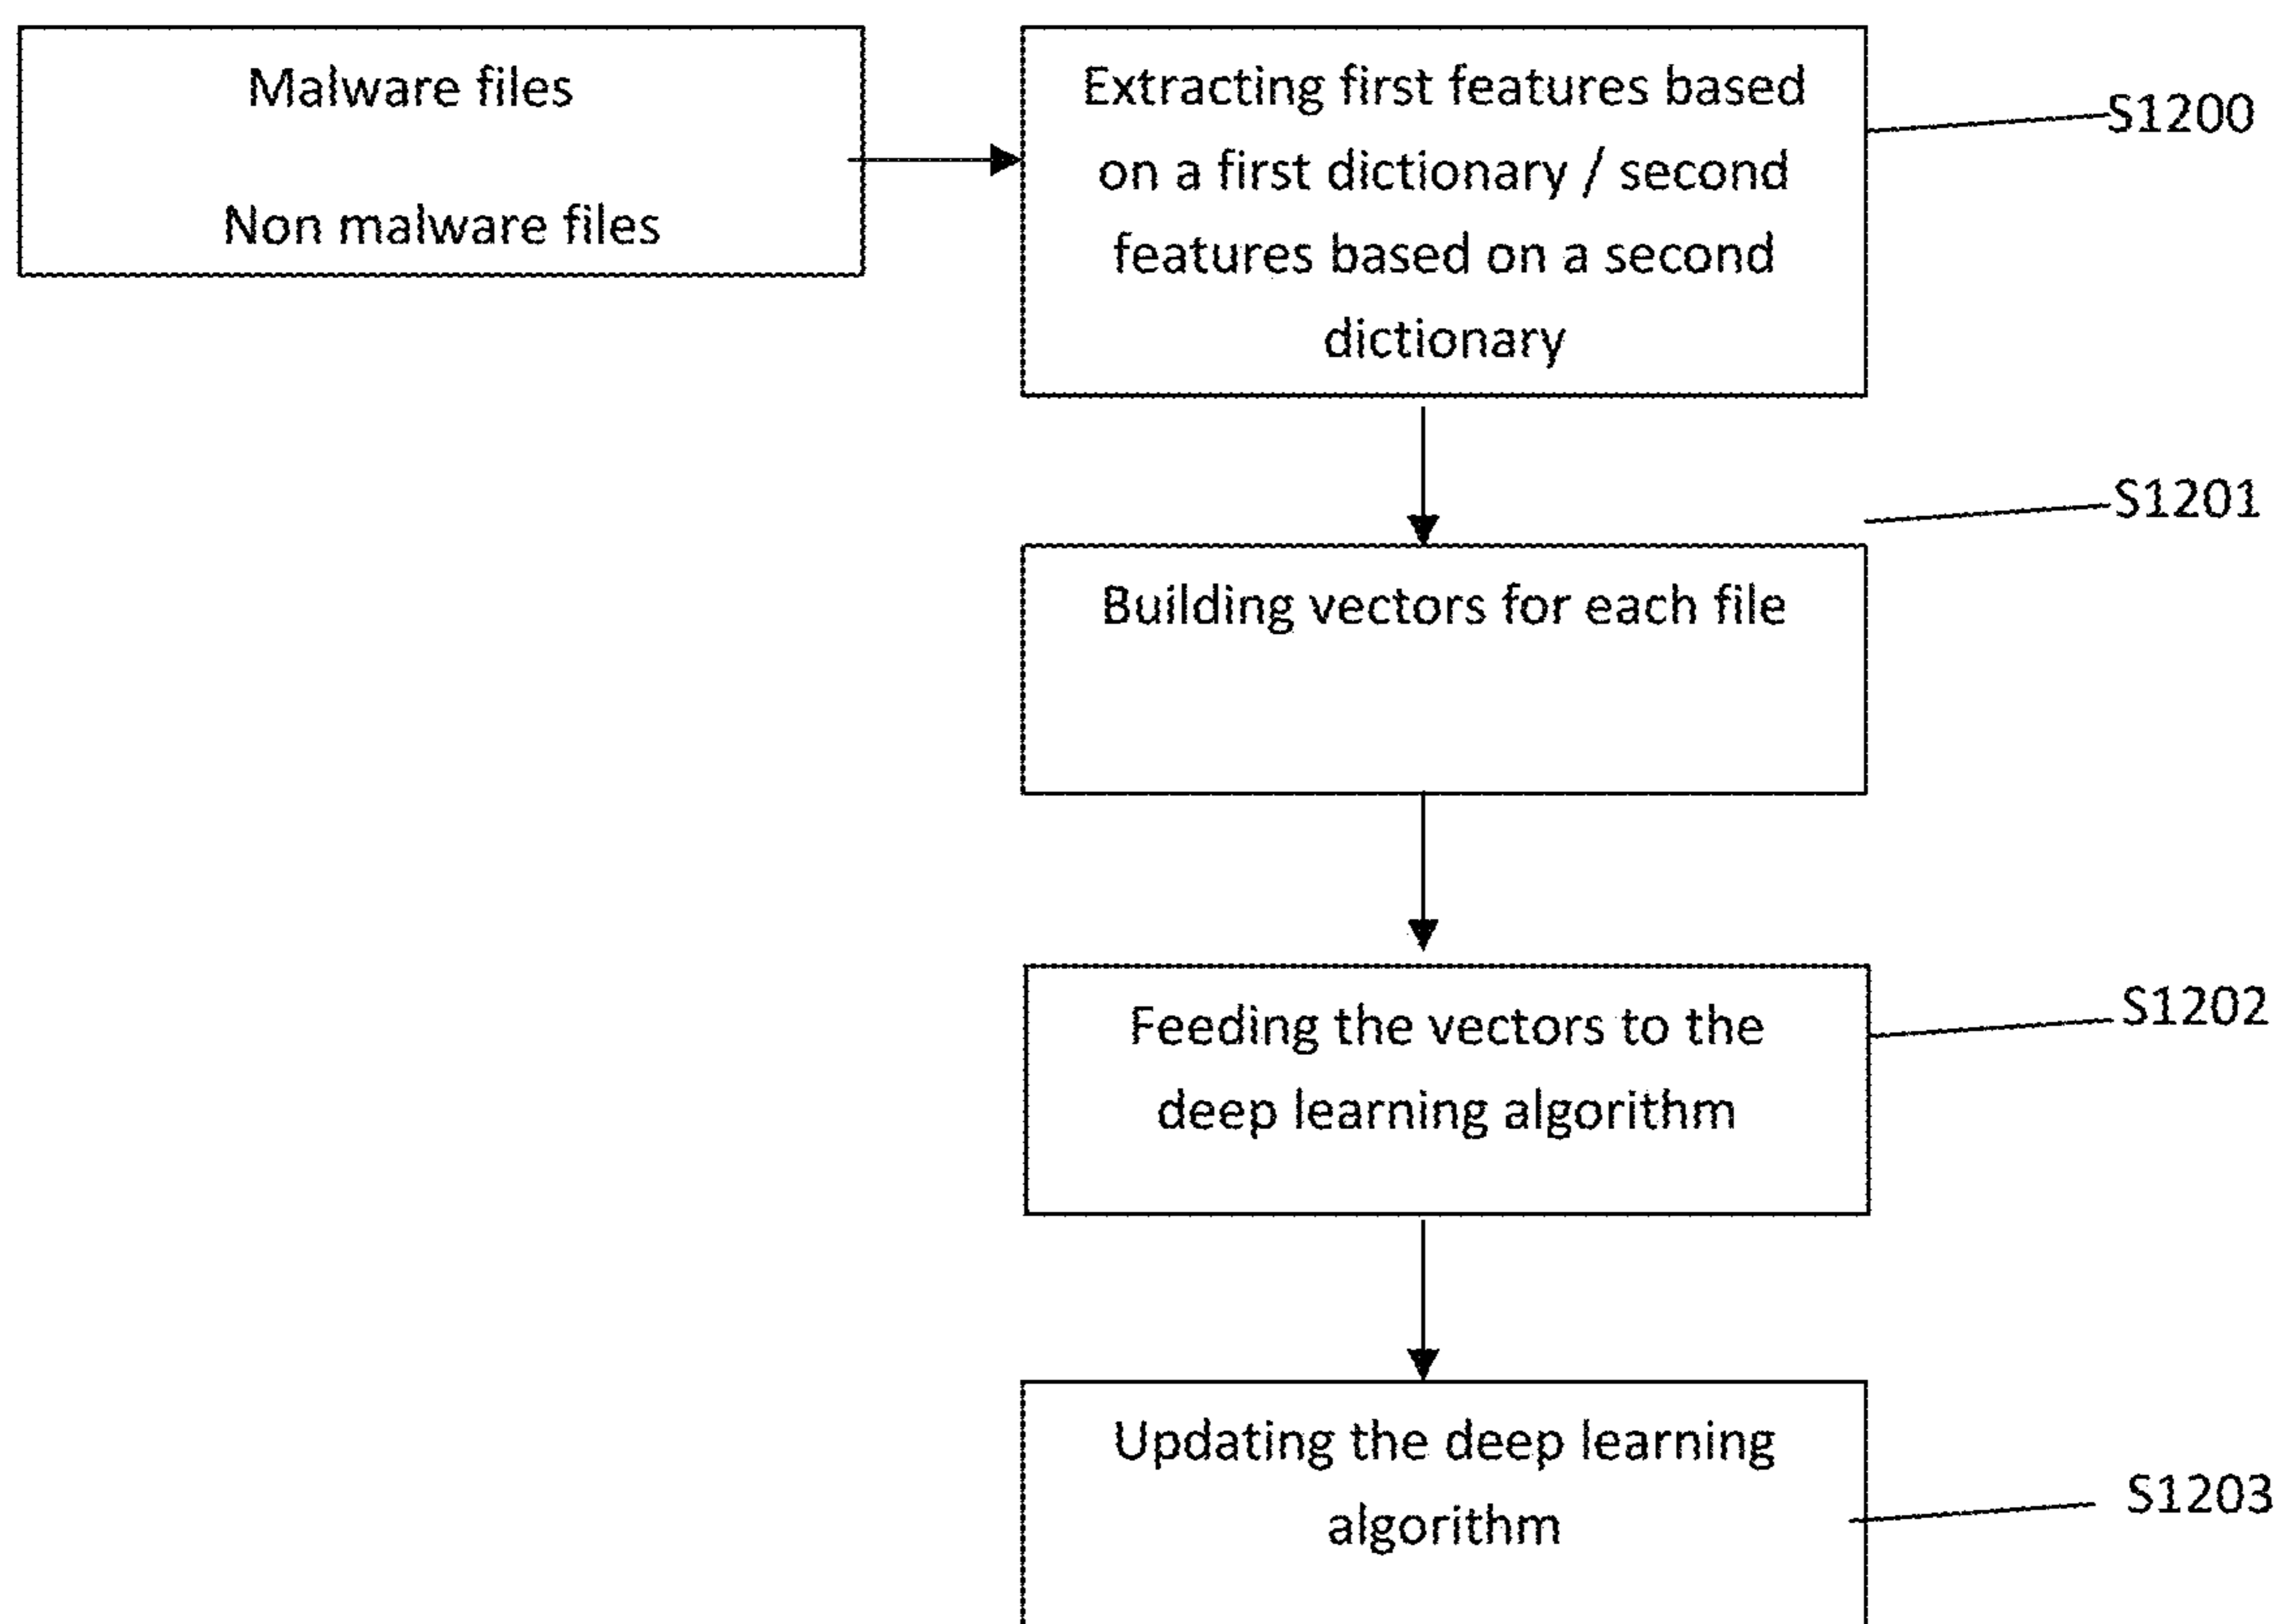 Malware files
Non malware files
Extracting first features based
on a first dictionary / second
features based on a second
dictionary
S1200
S1201
Building vectors for each file
Feeding the vectors to the
deep learning algorithm
S1202
Updating the deep learning
algorithm
S1203